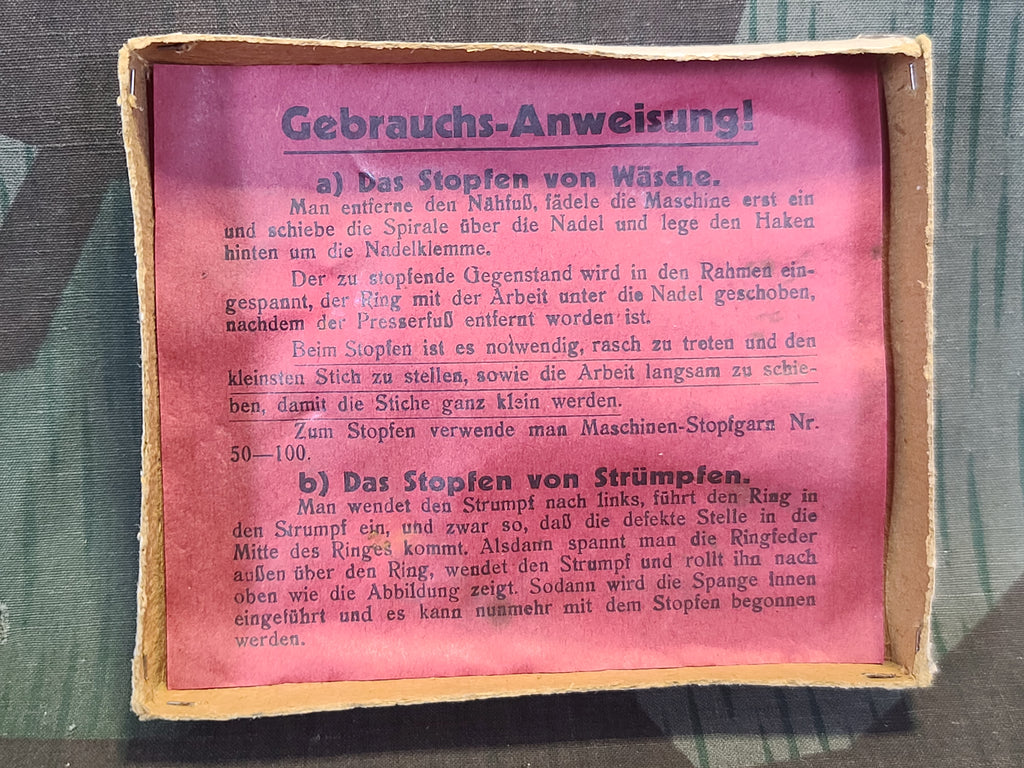 Gebrauchs-Anweisung!
a) Das Stopfen von Wäsche.
Man entferne den Nähfuß, fädele die Maschine erst ein
und schiebe die Spirale über die Nadel und lege den Haken
hinten um die Nadelklemme.
Der zu stopfende Gegenstand wird in den Rahmen ein-
gespannt, der Ring mit der Arbeit unter die Nadel geschoben,
nachdem der Presserfuß entfernt worden ist.
Beim Stopfen ist es notwendig, rasch zu treten und den
kleinsten Stich zu stellen, sowie die Arbeit langsam zu schie-
ben, damit die Stiche ganz klein werden.
Zum Stopfen verwende man Maschinen-Stopfgarn Nr.
50—100.
b) Das Stopfen von Strümpfen.
Man wendet den Strumpf nach links, führt den Ring in
den Strumpf ein, und zwar so, daß die defekte Stelle in die
Mitte des Ringes kommt. Alsdann spannt man die Ringfeder
außen über den Ring, wendet den Strumpf und rollt ihn nach
oben wie die Abbildung zeigt. Sodann wird die Spange innen
eingeführt und es kann nunmehr mit dem Stopfen begonnen
werden.